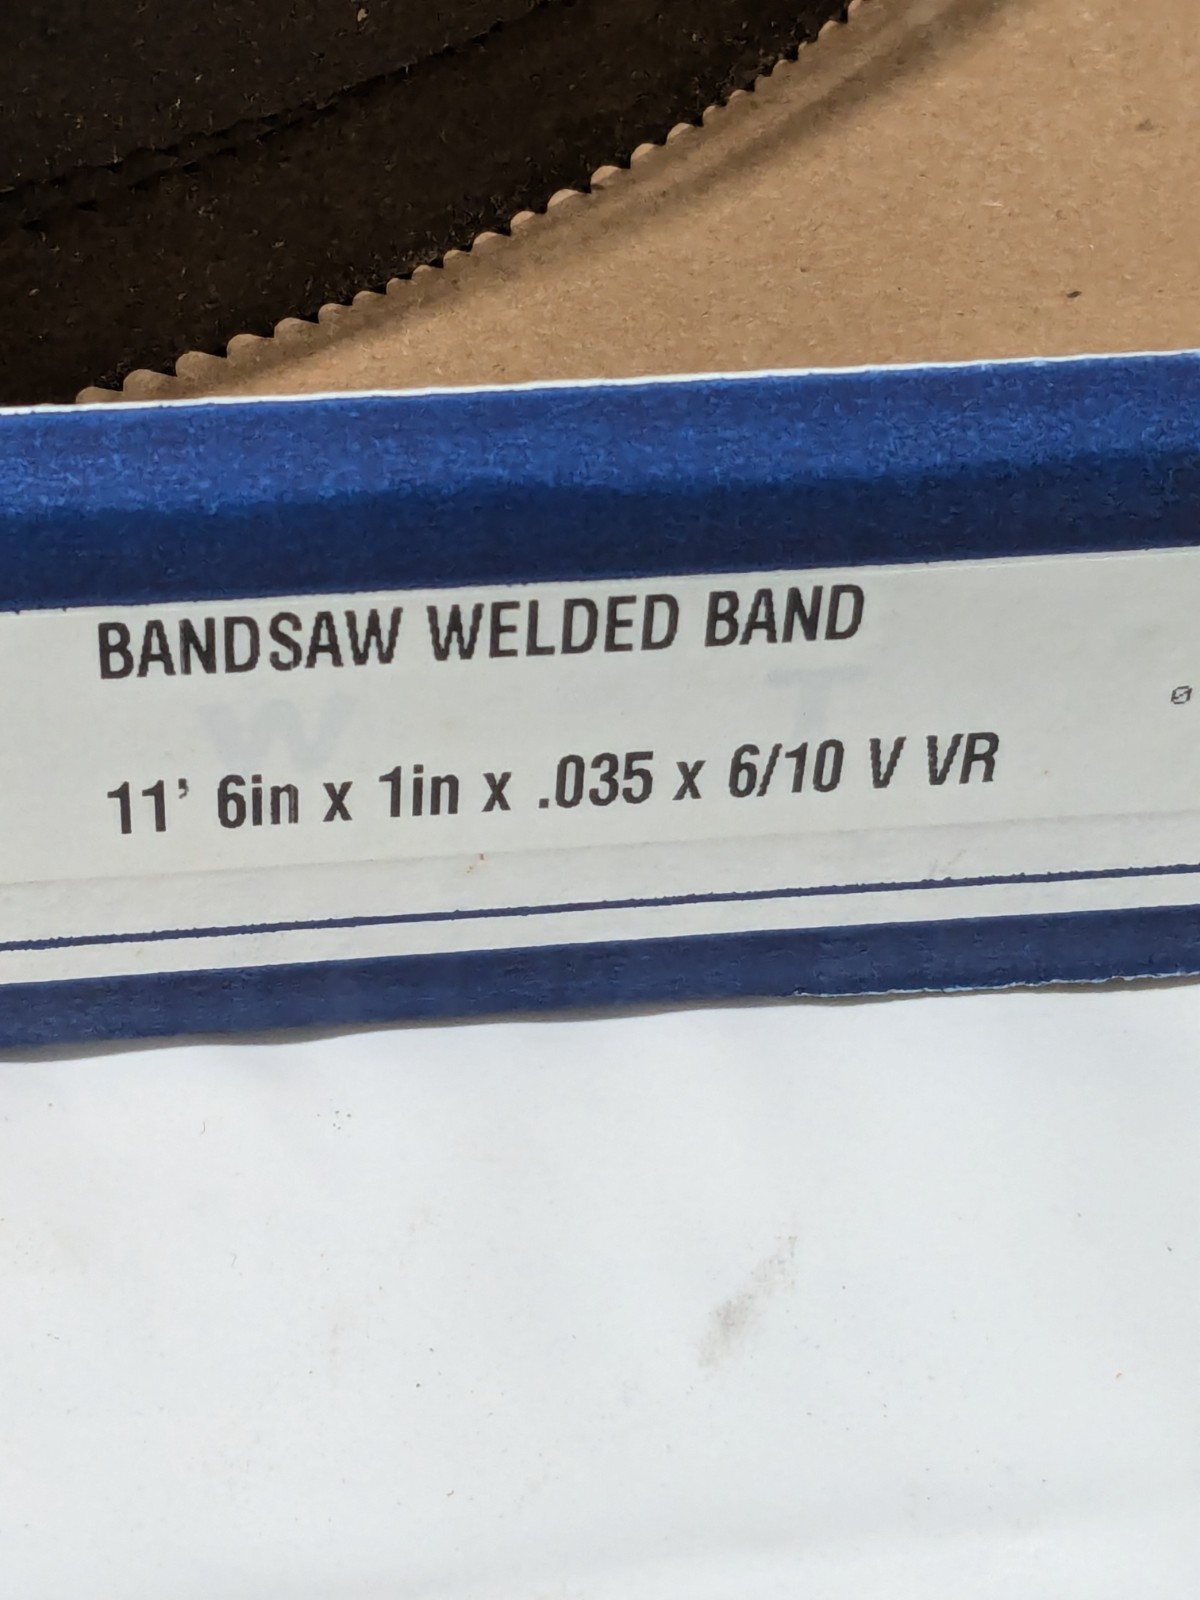 BANDSAW WELDED BAND
11' 6in x 1in x .035 x 6/10 V VR